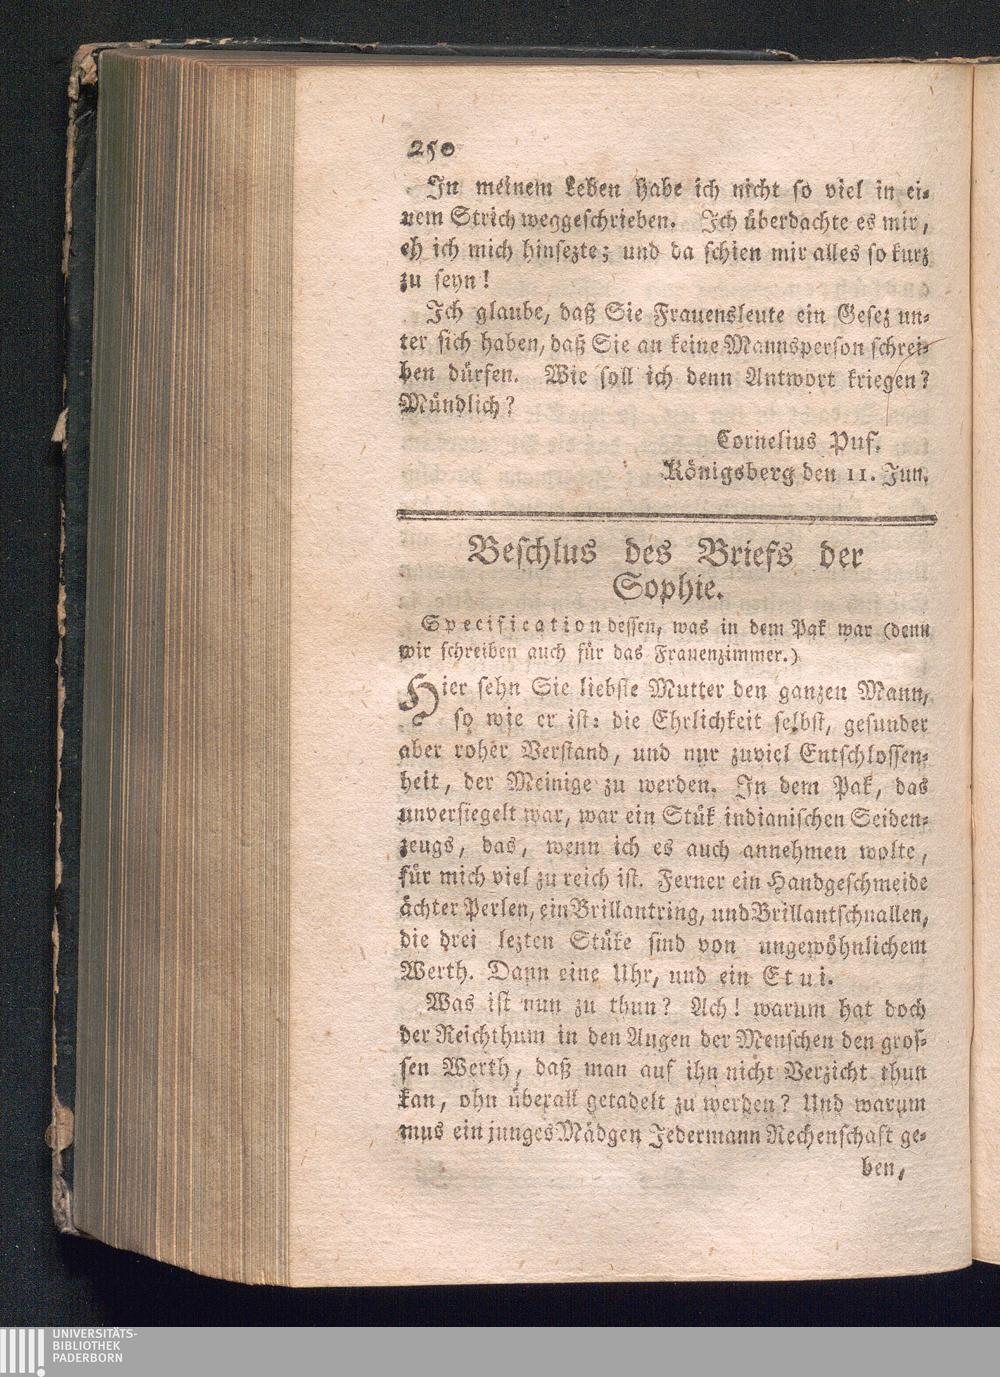 250
In meinem Leben habe ich nicht so viel in ei-
nem Strich weggeschrieben. Ich überdachte es mir,
eh ich mich hinsezte; und da schien mir alles so kurz
zu seyn!
Ich glaube, daß Sie Frauensleute ein Gesez un-
ter sich haben, daß Sie an keine Mannsperson schrei-
ben dürfen. Wie soll ich denn Antwort kriegen?
Mündlich?
Cornelius Puf.
Königsberg den 11. Jun.
Beschlus des Briefs der
Sophie.
Specification dessen, was in dem Pak war (denn
wir schreiben auch für das Frauenzimmer.)
Hier sehn Sie liebste Mutter den ganzen Mann,
so wie er ist: die Ehrlichkeit selbst, gesunder
aber roher Verstand, und nur zuviel Entschlossen-
heit, der Meinige zu werden. In dem Pak, das
unversiegelt war, war ein Stük indianischen Seiden-
zeugs, das, wenn ich es auch annehmen wolte,
für mich viel zu reich ist. Ferner ein Handgeschmeide
ächter Perlen, ein Brillantring, und Brillantschnallen,
die drei lezten Stüke sind von ungewöhnlichem
Werth. Dann eine Uhr, und ein Etui.
Was ist nun zu thun? Ach! warum hat doch
der Reichthum in den Augen der Menschen den gros-
sen Werth, daß man auf ihn nicht Verzicht thun
kan, ohn überall getadelt zu werden? Und warum
mus ein junges Mädgen Jedermann Rechenschaft ge-
ben,
UNIVERSITÄTS-
BIBLIOTHEK
PADERBORN